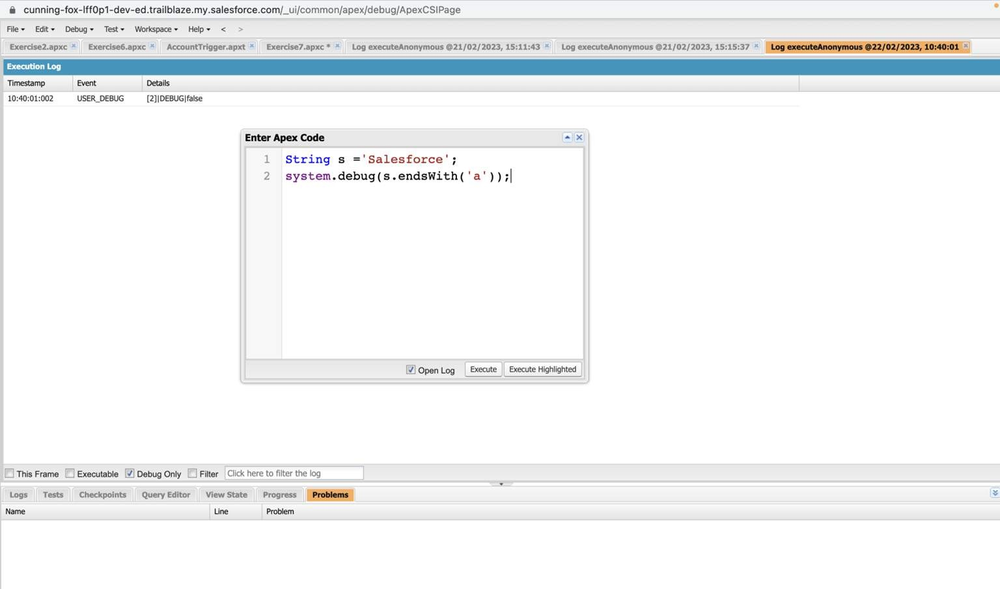 cunning-fox-lff0p1-dev-ed.trailblaze.my.salesforce.com/_ui/common/apex/debug/ApexCSIPage
File Edit Debug Test Workspace Help < >
Exercise2.apxc Exercise6.apxc AccountTrigger.apxt Exercise7.apxc * Log executeAnonymous @21/02/2023, 15:11:43 Log executeAnonymous @21/02/2023, 15:15:37 Log executeAnonymous @22/02/2023, 10:40:01
Execution Log
Timestamp Event Details
10:40:01:002 USER_DEBUG [2]|DEBUG|false
Enter Apex Code
1 String s ='Salesforce';
2 system.debug(s.endsWith('a'));
Open Log Execute Execute Highlighted
This Frame Executable Debug Only Filter Click here to filter the log
Logs Tests Checkpoints Query Editor View State Progress Problems
Name Line Problem